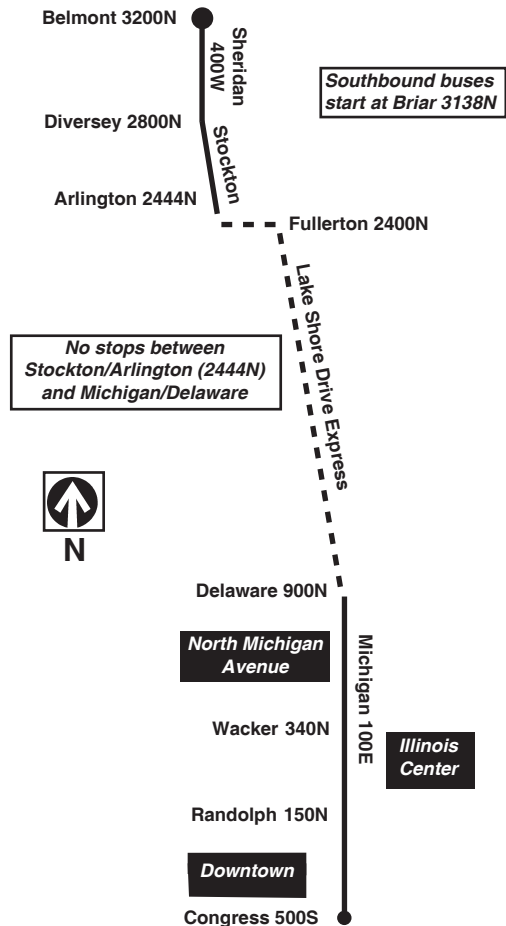 Belmont 3200N
Sheridan
400W
Southbound buses
start at Briar 3138N
Diversey 2800N
Stockton
Arlington 2444N
Fullerton 2400N
Lake Shore Drive Express
No stops between
Stockton/Arlington (2444N)
and Michigan/Delaware
N
Delaware 900N
North Michigan
Avenue
Michigan 100E
Wacker 340N
Illinois
Center
Randolph 150N
Downtown
Congress 500S